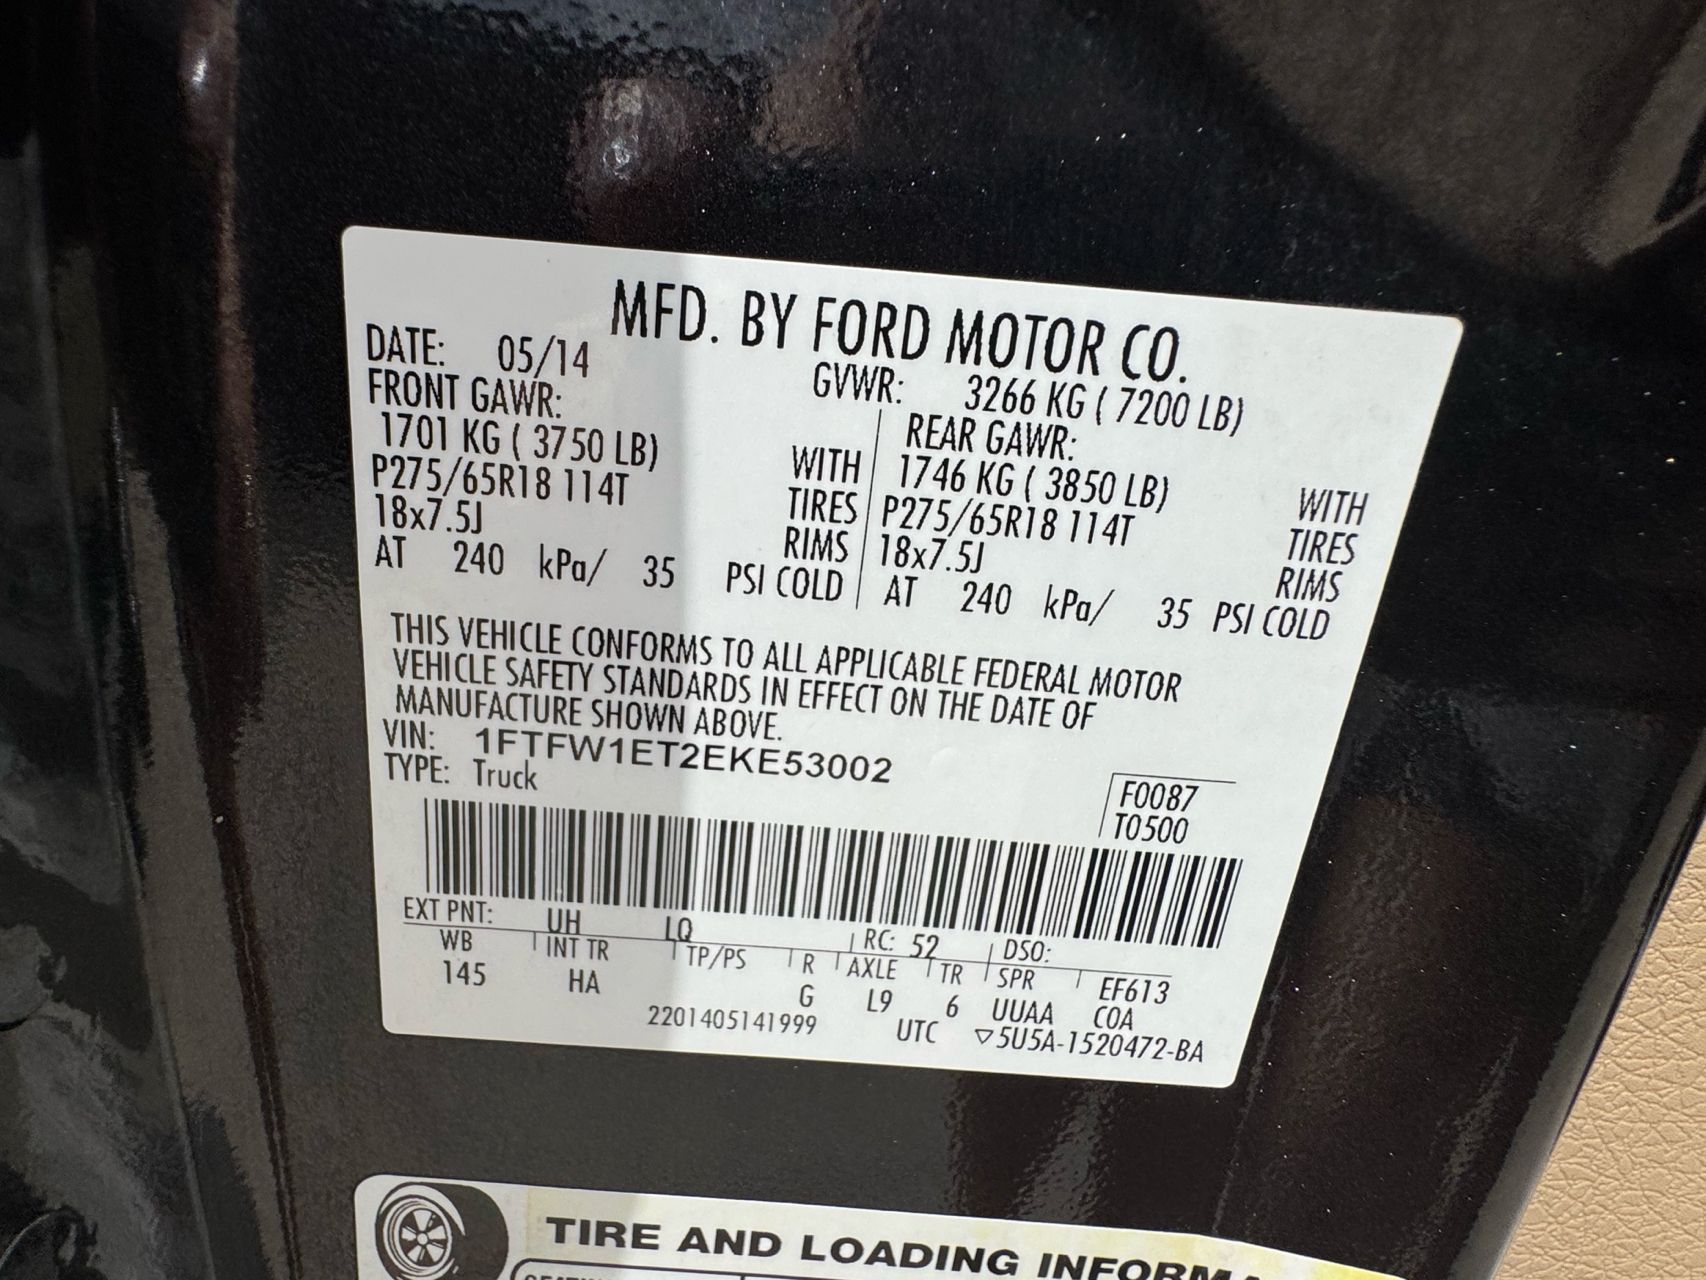 MFD. BY FORD MOTOR CO.
DATE: 05/14 GVWR: 3266 KG ( 7200 LB)
FRONT GAWR: REAR GAWR:
1701 KG ( 3750 LB) WITH 1746 KG ( 3850 LB) WITH
P275/65R18 114T TIRES P275/65R18 114T TIRES
18x7.5J RIMS 18x7.5J RIMS
AT 240 kPa/ 35 PSI COLD AT 240 kPa/ 35 PSI COLD
THIS VEHICLE CONFORMS TO ALL APPLICABLE FEDERAL MOTOR
VEHICLE SAFETY STANDARDS IN EFFECT ON THE DATE OF
MANUFACTURE SHOWN ABOVE.
VIN: 1FTFW1ET2EKE53002
TYPE: Truck
F0087
T0500
EXT PNT: UH LQ RC: 52 DSO:
WB INT TR TP/PS R AXLE TR SPR EF613
145 HA G L9 6 UUAA COA
2201405141999 UTC ▽5U5A-1520472-BA
TIRE AND LOADING